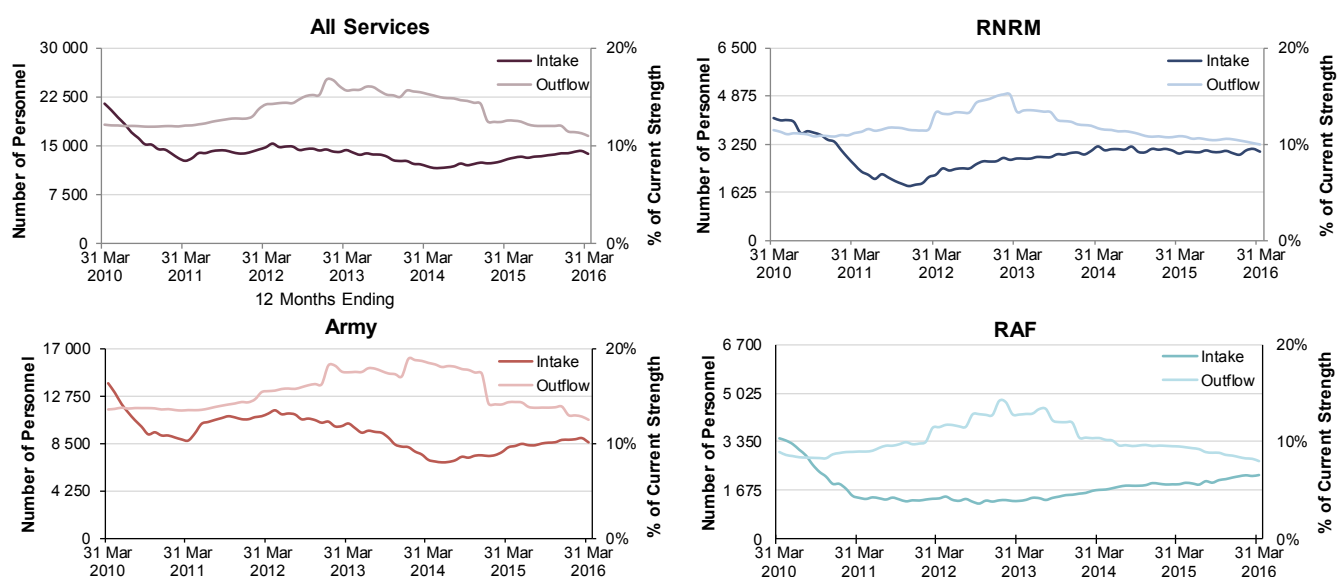 All Services
Number of Personnel
30 000
22 500
15 000
7 500
0
Intake
Outflow
20%
10%
0%
% of Current Strength
31 Mar 31 Mar 31 Mar 31 Mar 31 Mar 31 Mar 31 Mar
2010 2011 2012 2013 2014 2015 2016
12 Months Ending
RNRM
Number of Personnel
6 500
4 875
3 250
1 625
0
Intake
Outflow
20%
10%
0%
% of Current Strength
31 Mar 31 Mar 31 Mar 31 Mar 31 Mar 31 Mar 31 Mar
2010 2011 2012 2013 2014 2015 2016
Army
Number of Personnel
17 000
12 750
8 500
4 250
0
Intake
Outflow
20%
10%
0%
% of Current Strength
31 Mar 31 Mar 31 Mar 31 Mar 31 Mar 31 Mar 31 Mar
2010 2011 2012 2013 2014 2015 2016
RAF
Number of Personnel
6 700
5 025
3 350
1 675
0
Intake
Outflow
20%
10%
0%
% of Current Strength
31 Mar 31 Mar 31 Mar 31 Mar 31 Mar 31 Mar 31 Mar
2010 2011 2012 2013 2014 2015 2016